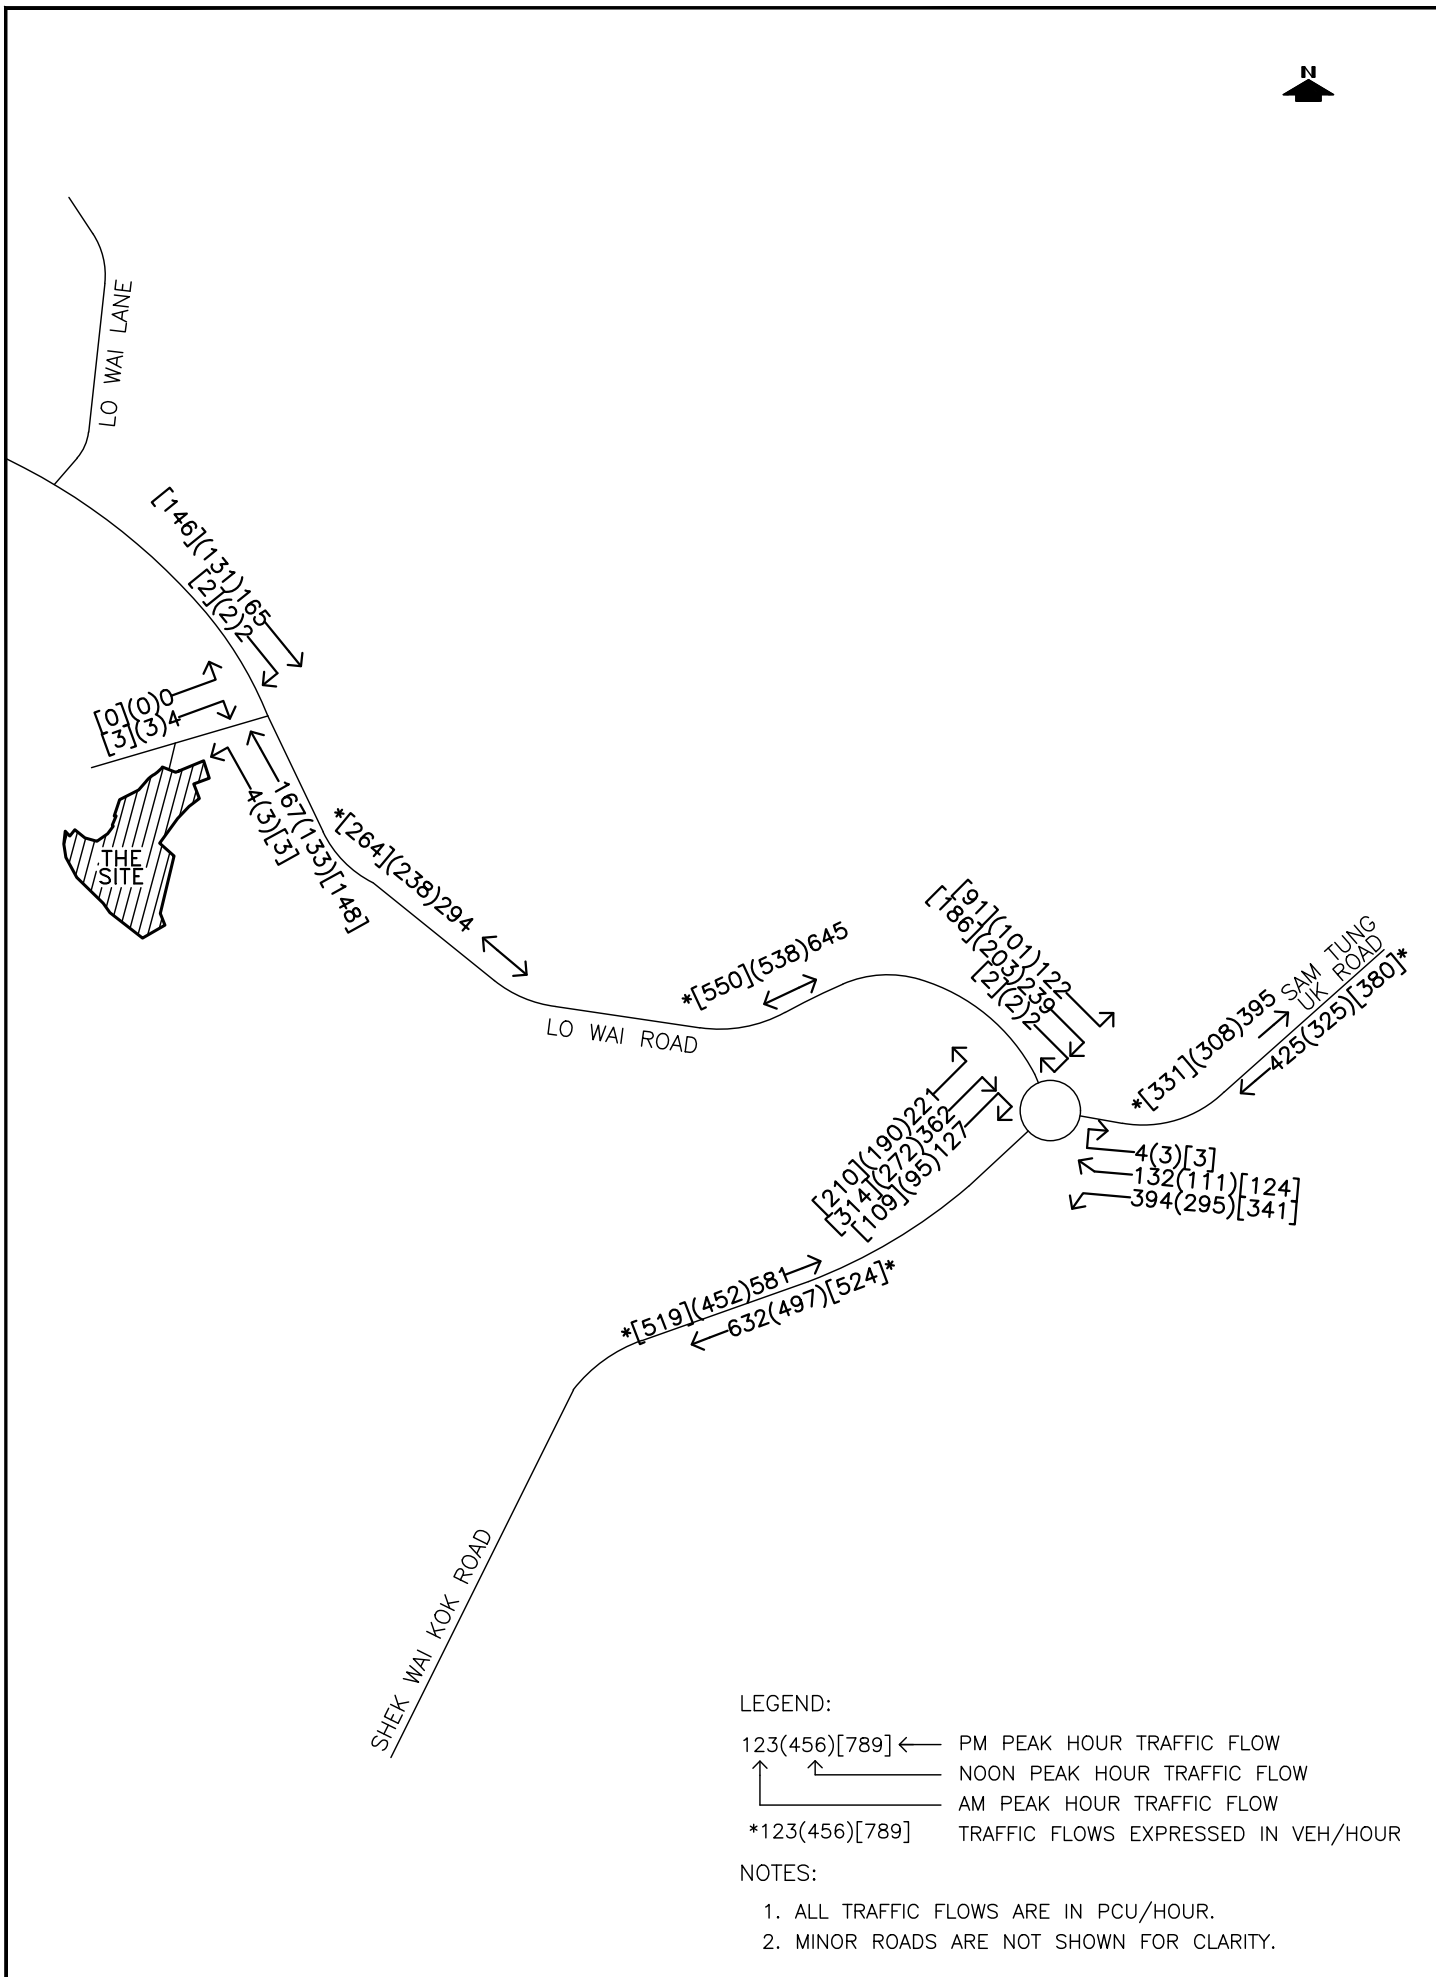 N
LO WAI LANE
[146](131)165
[2](2)2
[0](0)0
[3](3)4
167(133)[148]
4(3)[3]
THE
SITE
*[264](238)294
*[550](538)645
LO WAI ROAD
[91](101)122
[186](203)239
[2](2)2
SAM TUNG
UK ROAD
*[331](308)395
425(325)[380]*
[210](190)221
[314](272)362
[109](95)127
4(3)[3]
132(111)[124]
394(295)[341]
*[519](452)581
632(497)[524]*
SHEK WAI KOK ROAD
LEGEND:
123(456)[789] PM PEAK HOUR TRAFFIC FLOW
NOON PEAK HOUR TRAFFIC FLOW
AM PEAK HOUR TRAFFIC FLOW
*123(456)[789] TRAFFIC FLOWS EXPRESSED IN VEH/HOUR
NOTES:
1. ALL TRAFFIC FLOWS ARE IN PCU/HOUR.
2. MINOR ROADS ARE NOT SHOWN FOR CLARITY.